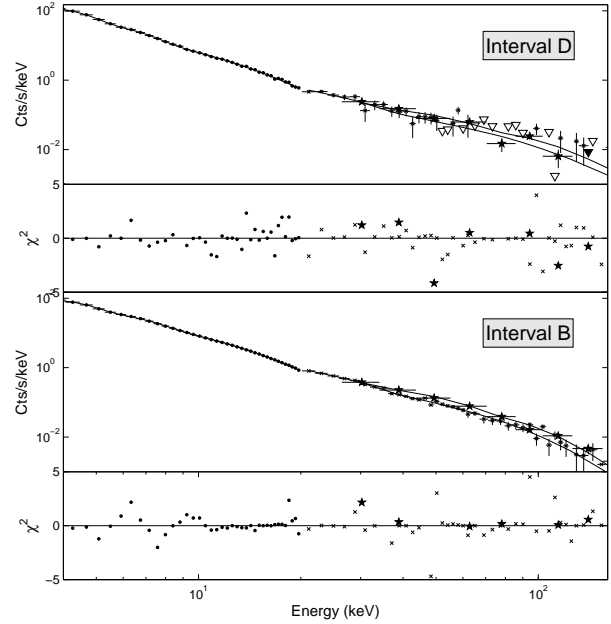 10²
10⁰
10⁻²
Cts/s/keV
Interval D
5
0
−5
χ²
10⁰
10⁻²
Cts/s/keV
Interval B
5
0
−5
χ²
10¹
10²
Energy (keV)